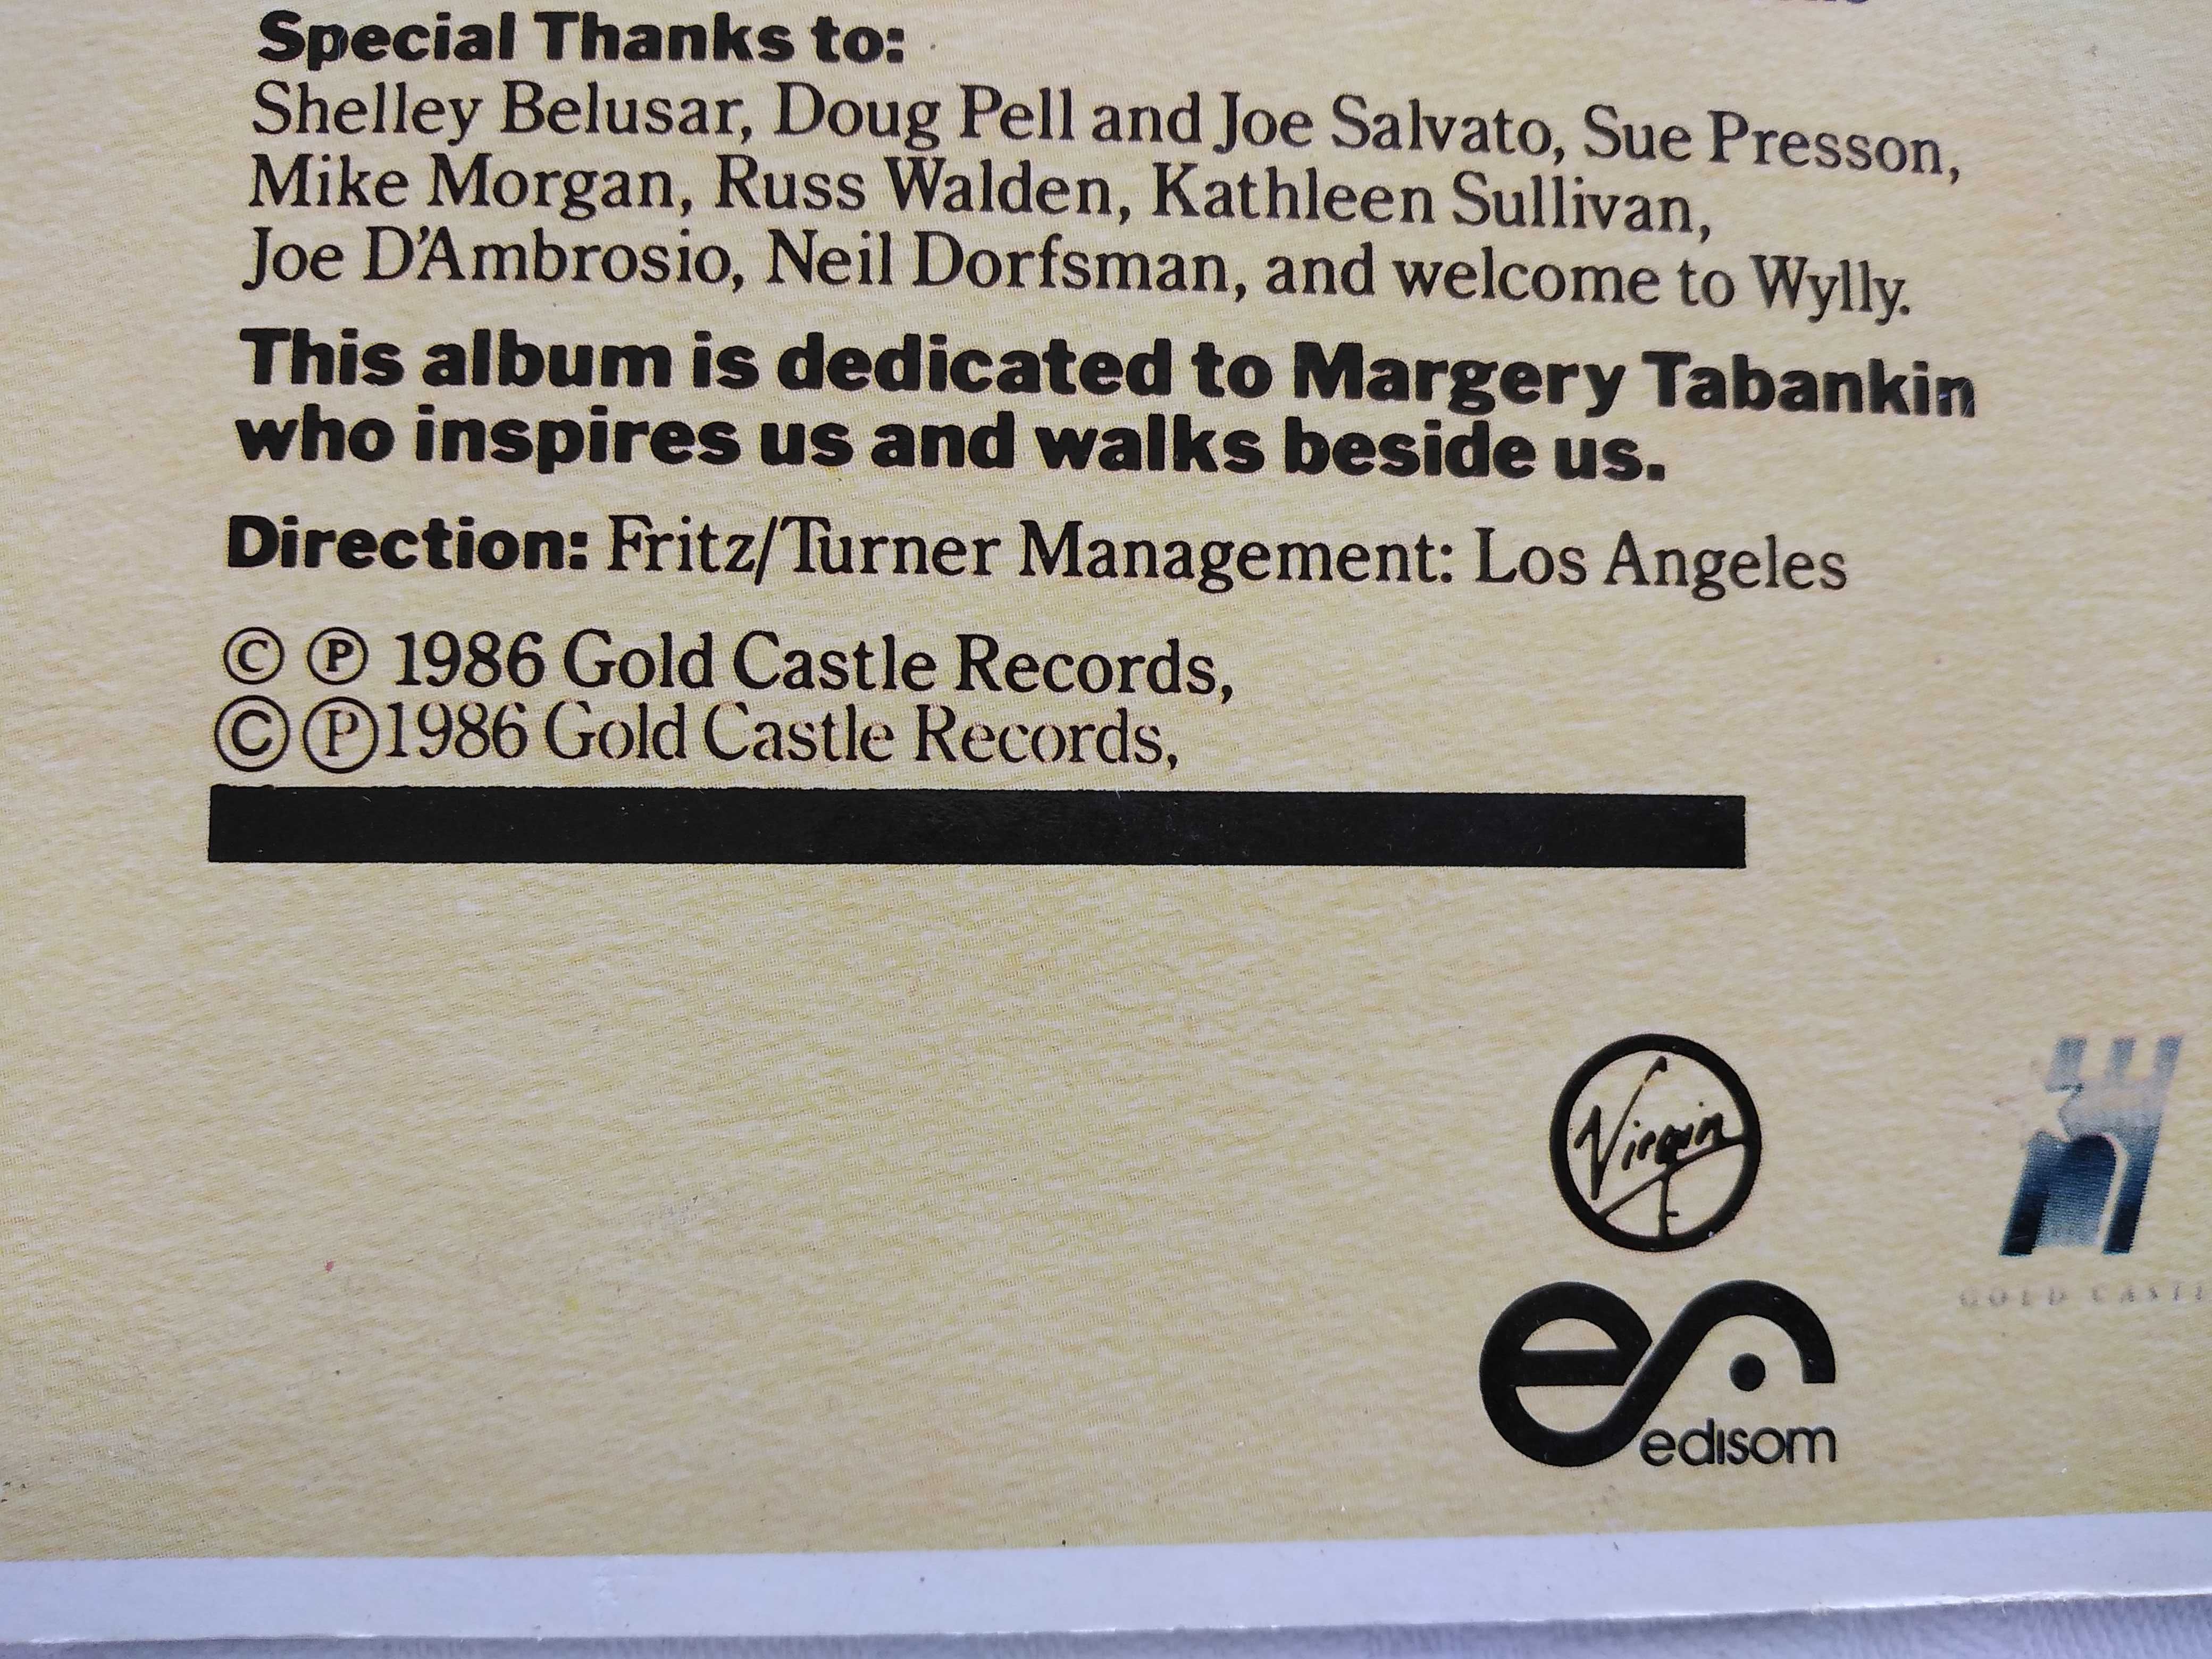 Special Thanks to:
Shelley Belusar, Doug Pell and Joe Salvato, Sue Presson,
Mike Morgan, Russ Walden, Kathleen Sullivan,
Joe D'Ambrosio, Neil Dorfsman, and welcome to Wylly.
This album is dedicated to Margery Tabankin
who inspires us and walks beside us.
Direction: Fritz/Turner Management: Los Angeles
© ℗ 1986 Gold Castle Records,
© ℗ 1986 Gold Castle Records,
Virgin
edisom
GOLD CASTL